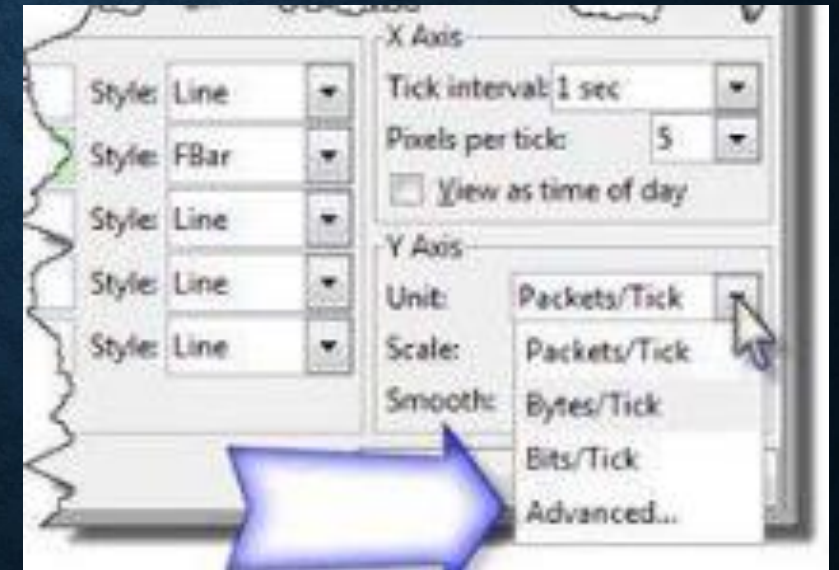 Style: Line
Style: FBar
Style: Line
Style: Line
Style: Line
X Axis
Tick interval: 1 sec
Pixels per tick: 5
View as time of day
Y Axis
Unit: Packets/Tick
Scale:
Smooth:
Packets/Tick
Bytes/Tick
Bits/Tick
Advanced...